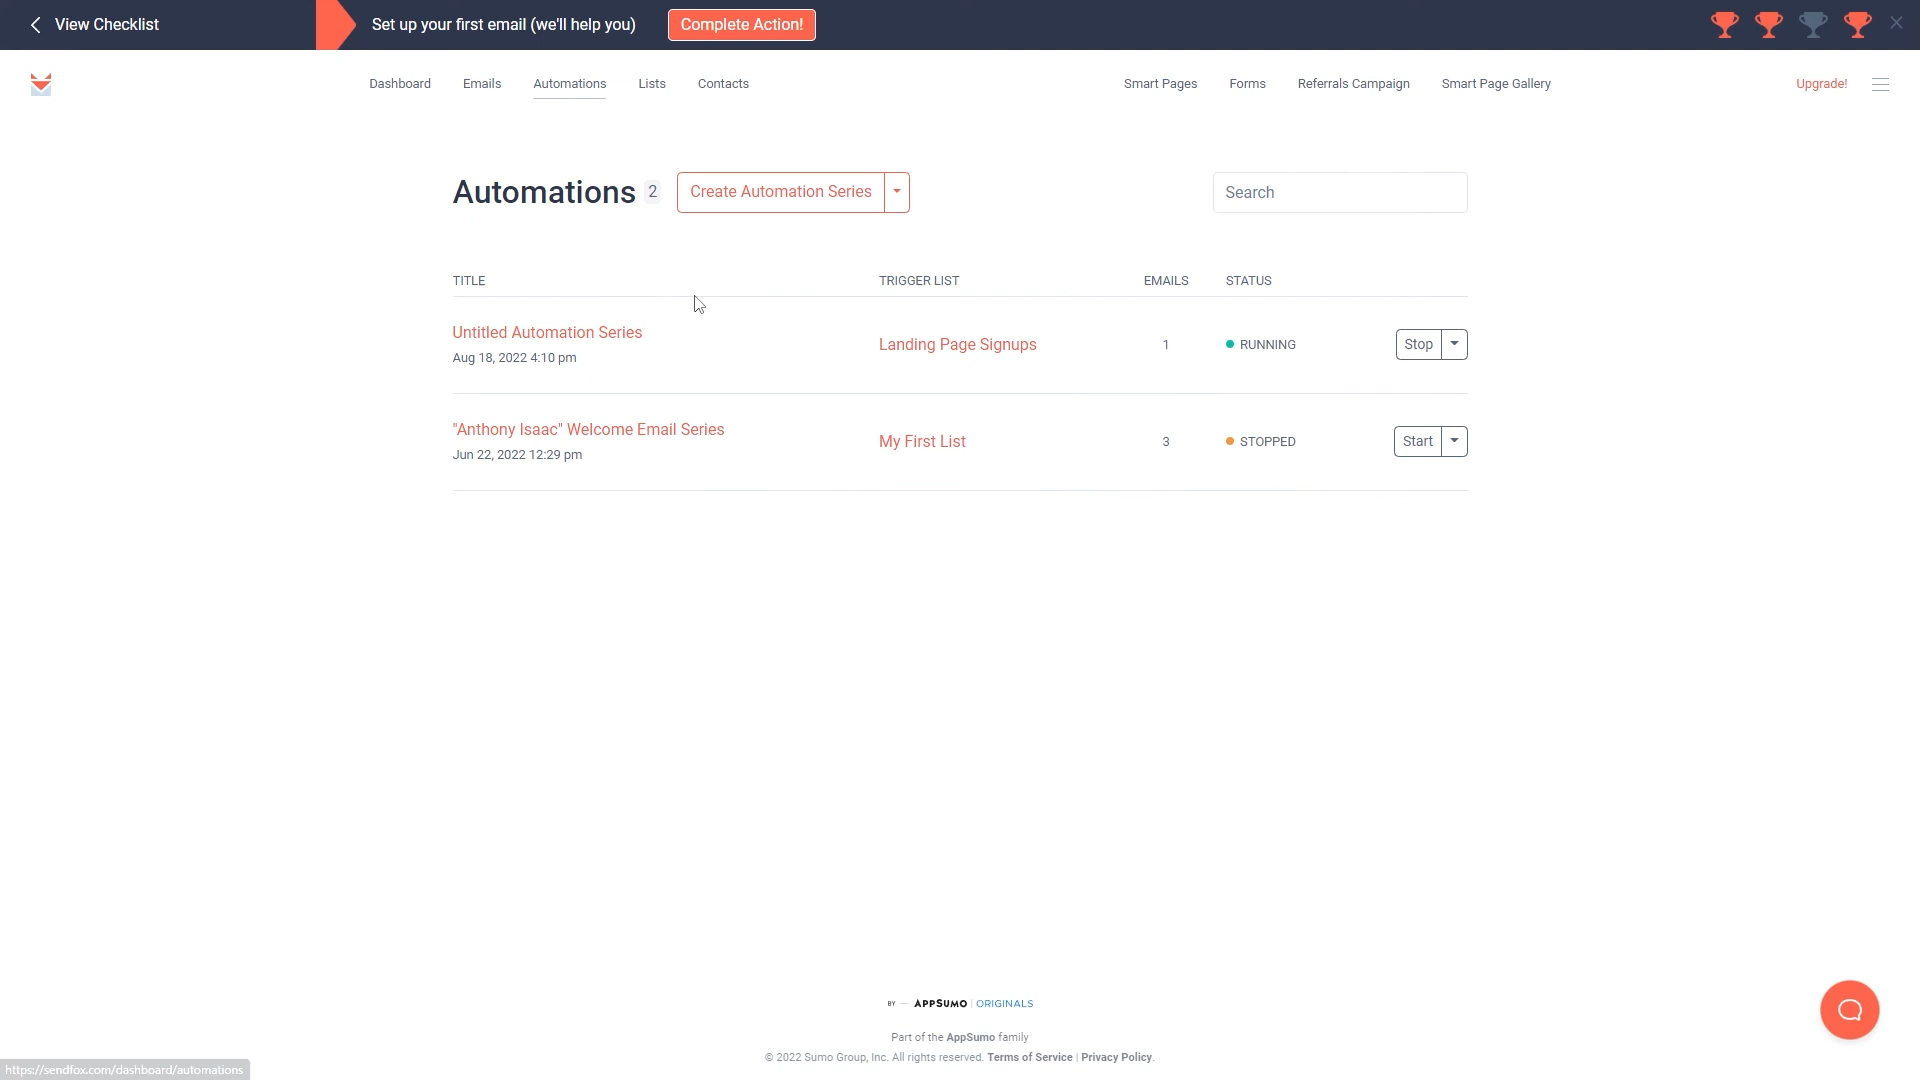 View Checklist
Set up your first email (we'll help you)
Complete Action!
Dashboard
Emails
Automations
Lists
Contacts
Smart Pages
Forms
Referrals Campaign
Smart Page Gallery
Upgrade!
Automations 2
Create Automation Series
Search
TITLE
TRIGGER LIST
EMAILS
STATUS
Untitled Automation Series
Aug 18, 2022 4:10 pm
Landing Page Signups
1
RUNNING
Stop
"Anthony Isaac" Welcome Email Series
Jun 22, 2022 12:29 pm
My First List
3
STOPPED
Start
BY — APPSUMO | ORIGINALS
Part of the AppSumo family
© 2022 Sumo Group, Inc. All rights reserved. Terms of Service | Privacy Policy.
https://sendfox.com/dashboard/automations